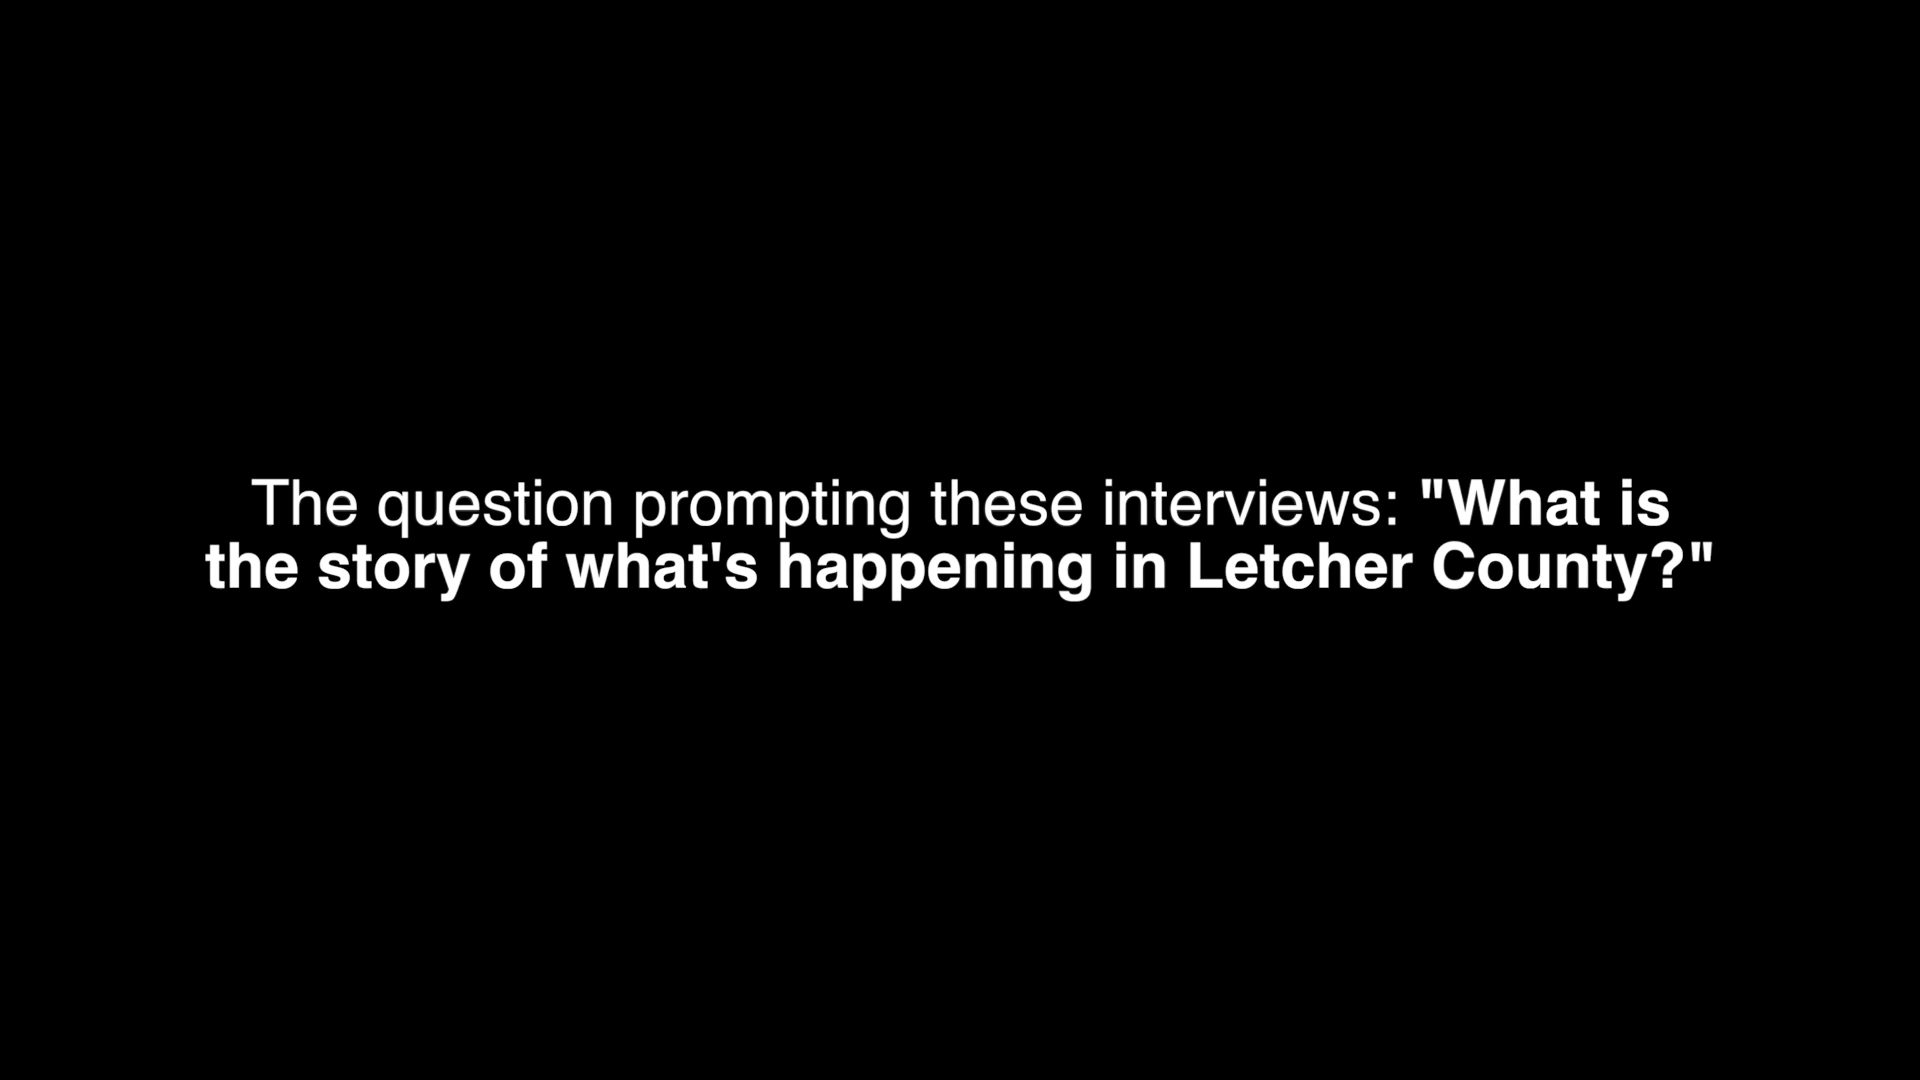 The question prompting these interviews: "What is
the story of what's happening in Letcher County?"